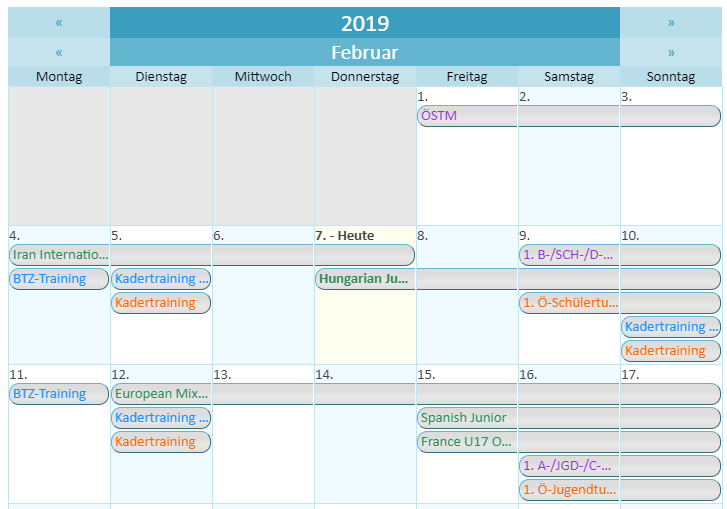 « 2019 »
« Februar »
Montag Dienstag Mittwoch Donnerstag Freitag Samstag Sonntag
1. 2. 3.
ÖSTM
4. 5. 6. 7. - Heute 8. 9. 10.
Iran Internatio... 1. B-/SCH-/D-...
BTZ-Training Kadertraining ... Hungarian Ju...
Kadertraining 1. Ö-Schülertu...
Kadertraining ...
Kadertraining
11. 12. 13. 14. 15. 16. 17.
BTZ-Training European Mix...
Kadertraining ... Spanish Junior
Kadertraining France U17 O...
1. A-/JGD-/C-...
1. Ö-Jugendtu...